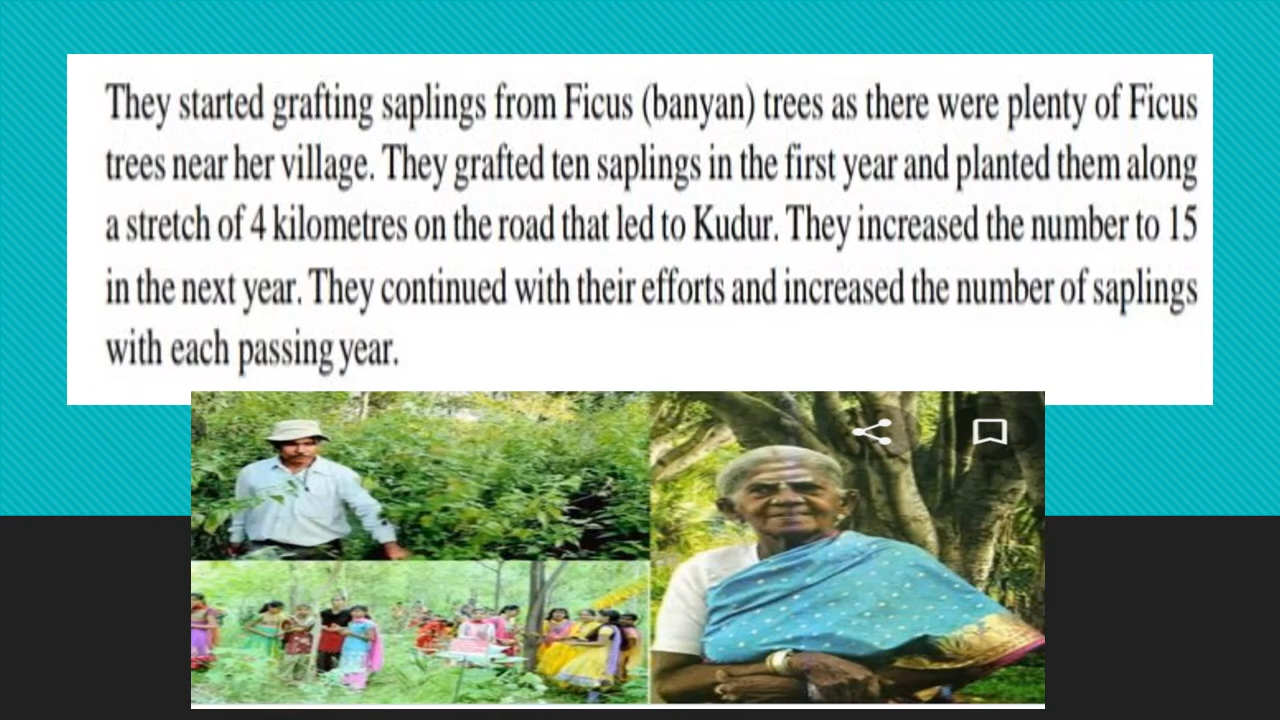 They started grafting saplings from Ficus (banyan) trees as there were plenty of Ficus
trees near her village. They grafted ten saplings in the first year and planted them along
a stretch of 4 kilometres on the road that led to Kudur. They increased the number to 15
in the next year. They continued with their efforts and increased the number of saplings
with each passing year.